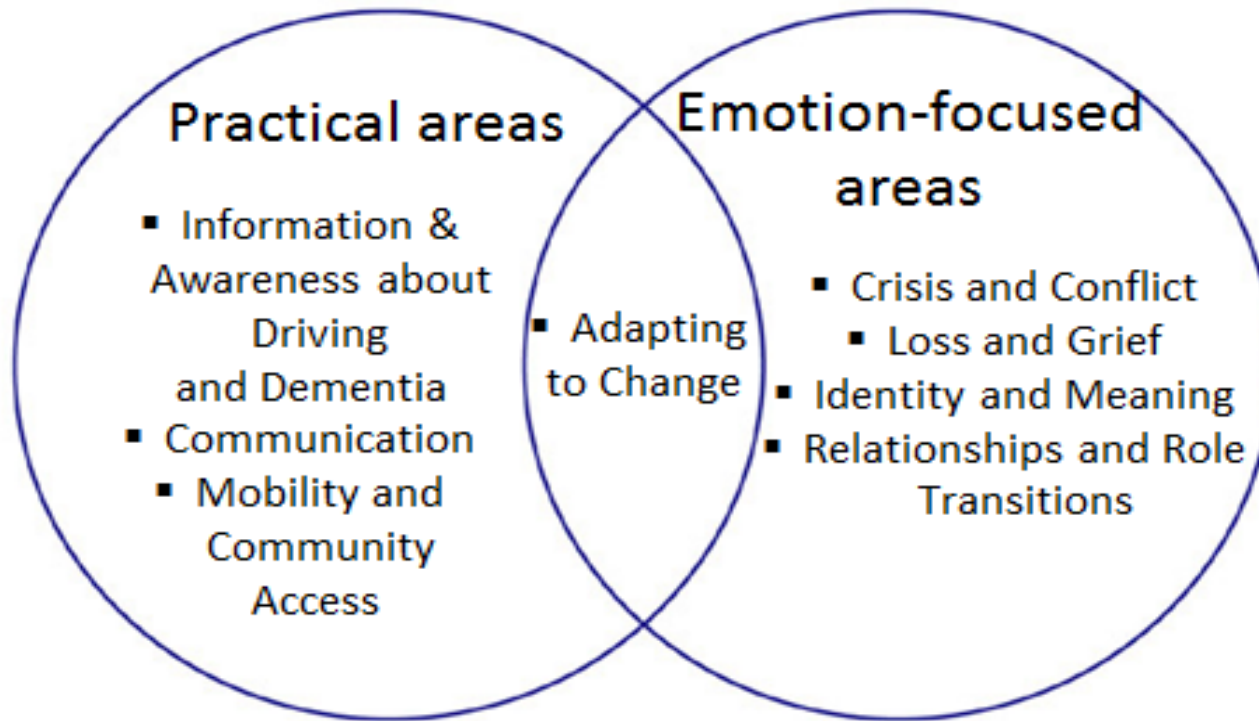 Practical areas
▪ Information &
Awareness about
Driving
and Dementia
▪ Communication
▪ Mobility and
Community
Access
▪ Adapting
to Change
Emotion-focused
areas
▪ Crisis and Conflict
▪ Loss and Grief
▪ Identity and Meaning
▪ Relationships and Role
Transitions